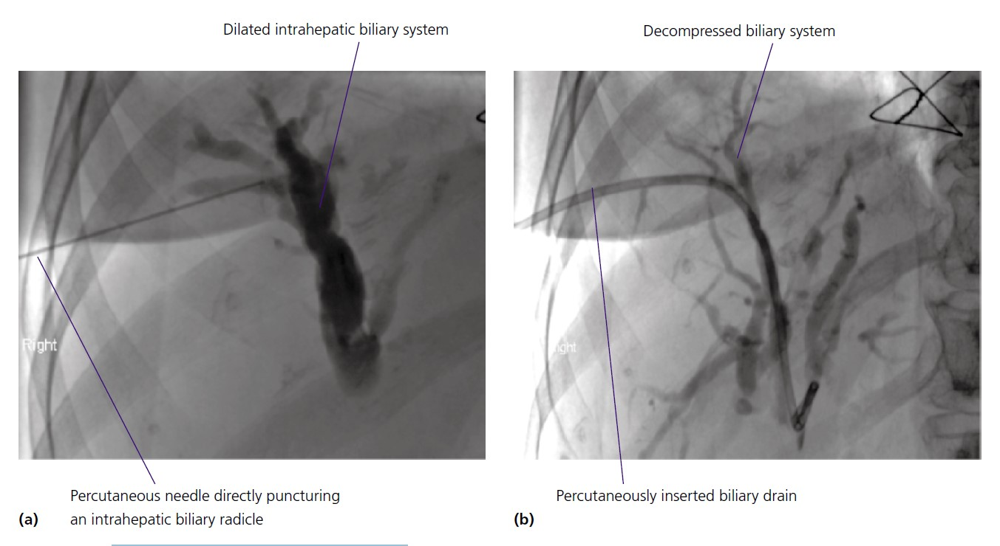 Dilated intrahepatic biliary system
Decompressed biliary system
Right
ght
Percutaneous needle directly puncturing
an intrahepatic biliary radicle
(a)
Percutaneously inserted biliary drain
(b)